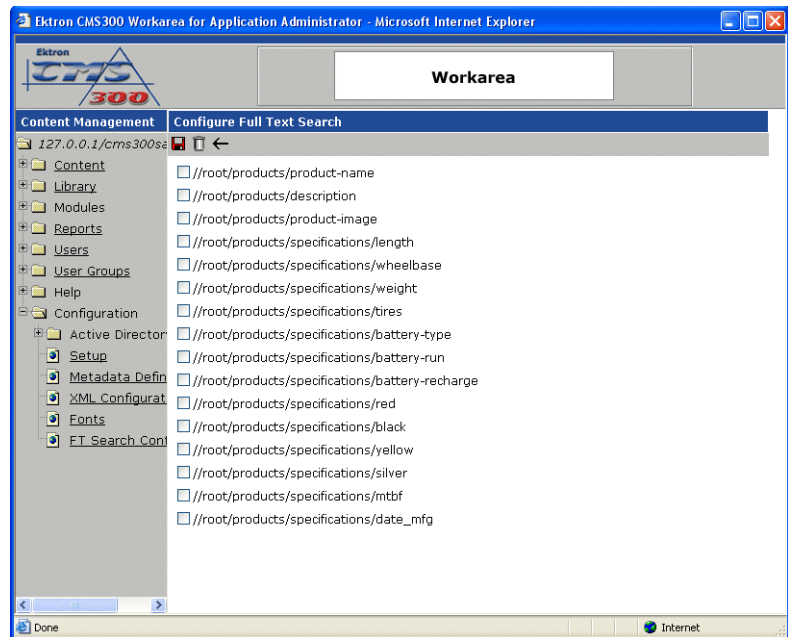 Ektron CMS300 Workarea for Application Administrator - Microsoft Internet Explorer
Ektron
CMS
300
Workarea
Content Management
Configure Full Text Search
127.0.0.1/cms300sa
Content
Library
Modules
Reports
Users
User Groups
Help
Configuration
Active Director
Setup
Metadata Defin
XML Configurat
Fonts
FT Search Conf
//root/products/product-name
//root/products/description
//root/products/product-image
//root/products/specifications/length
//root/products/specifications/wheelbase
//root/products/specifications/weight
//root/products/specifications/tires
//root/products/specifications/battery-type
//root/products/specifications/battery-run
//root/products/specifications/battery-recharge
//root/products/specifications/red
//root/products/specifications/black
//root/products/specifications/yellow
//root/products/specifications/silver
//root/products/specifications/mtbf
//root/products/specifications/date_mfg
Done
Internet